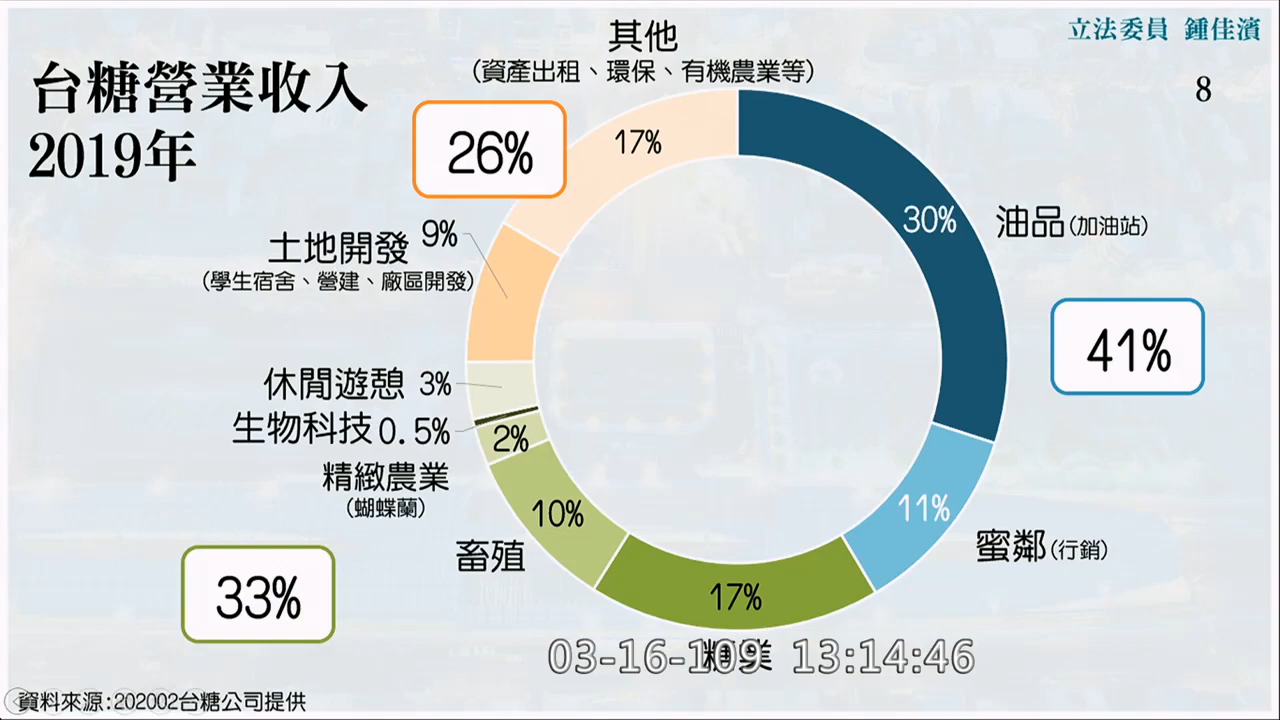 立法委員 鍾佳濱
8
台糖營業收入
2019年
其他
(資產出租、環保、有機農業等)
26%
17%
30%
油品(加油站)
土地開發 9%
(學生宿舍、營建、廠區開發)
41%
休閒遊憩 3%
生物科技 0.5%
2%
精緻農業
(蝴蝶蘭)
10%
11%
畜殖
蜜鄰(行銷)
33%
17%
糖業
03-16-109 13:14:46
資料來源:202002台糖公司提供